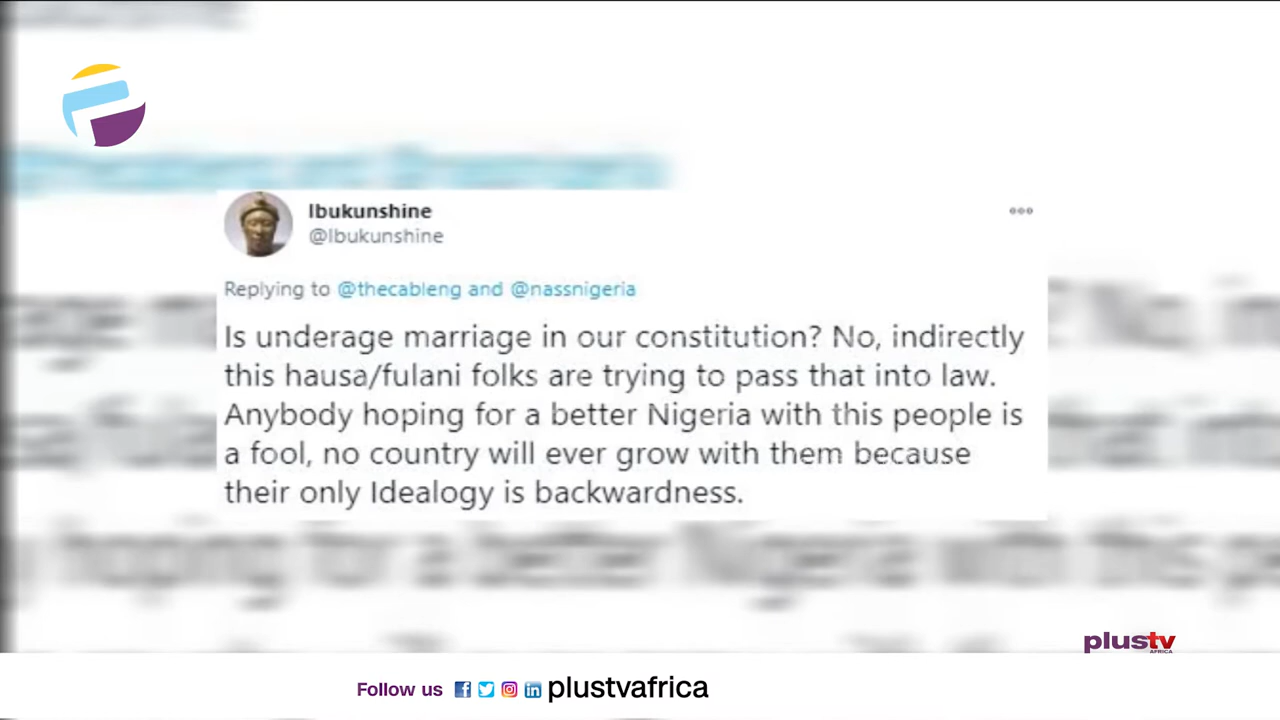 Ibukunshine
@Ibukunshine
Replying to @thecableng and @nassnigeria
Is underage marriage in our constitution? No, indirectly
this hausa/fulani folks are trying to pass that into law.
Anybody hoping for a better Nigeria with this people is
a fool, no country will ever grow with them because
their only Idealogy is backwardness.
plustv
AFRICA
Follow us plustvafrica